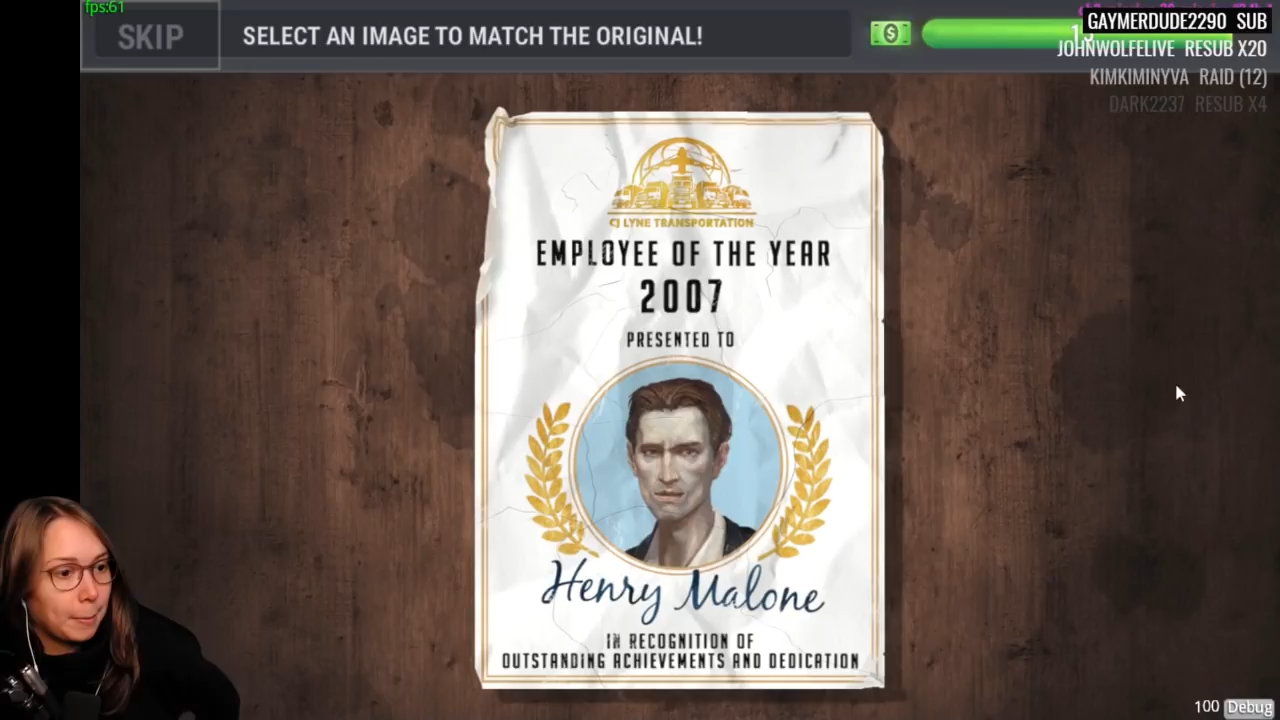 fps:61
SKIP
SELECT AN IMAGE TO MATCH THE ORIGINAL!
GAYMERDUDE2290 SUB
JOHNWOLFELIVE RESUB X20
KIMKIMINYVA RAID (12)
DARK2237 RESUB X4
CJ LYNE TRANSPORTATION
EMPLOYEE OF THE YEAR
2007
PRESENTED TO
Henry Malone
IN RECOGNITION OF
OUTSTANDING ACHIEVEMENTS AND DEDICATION
100 Debug